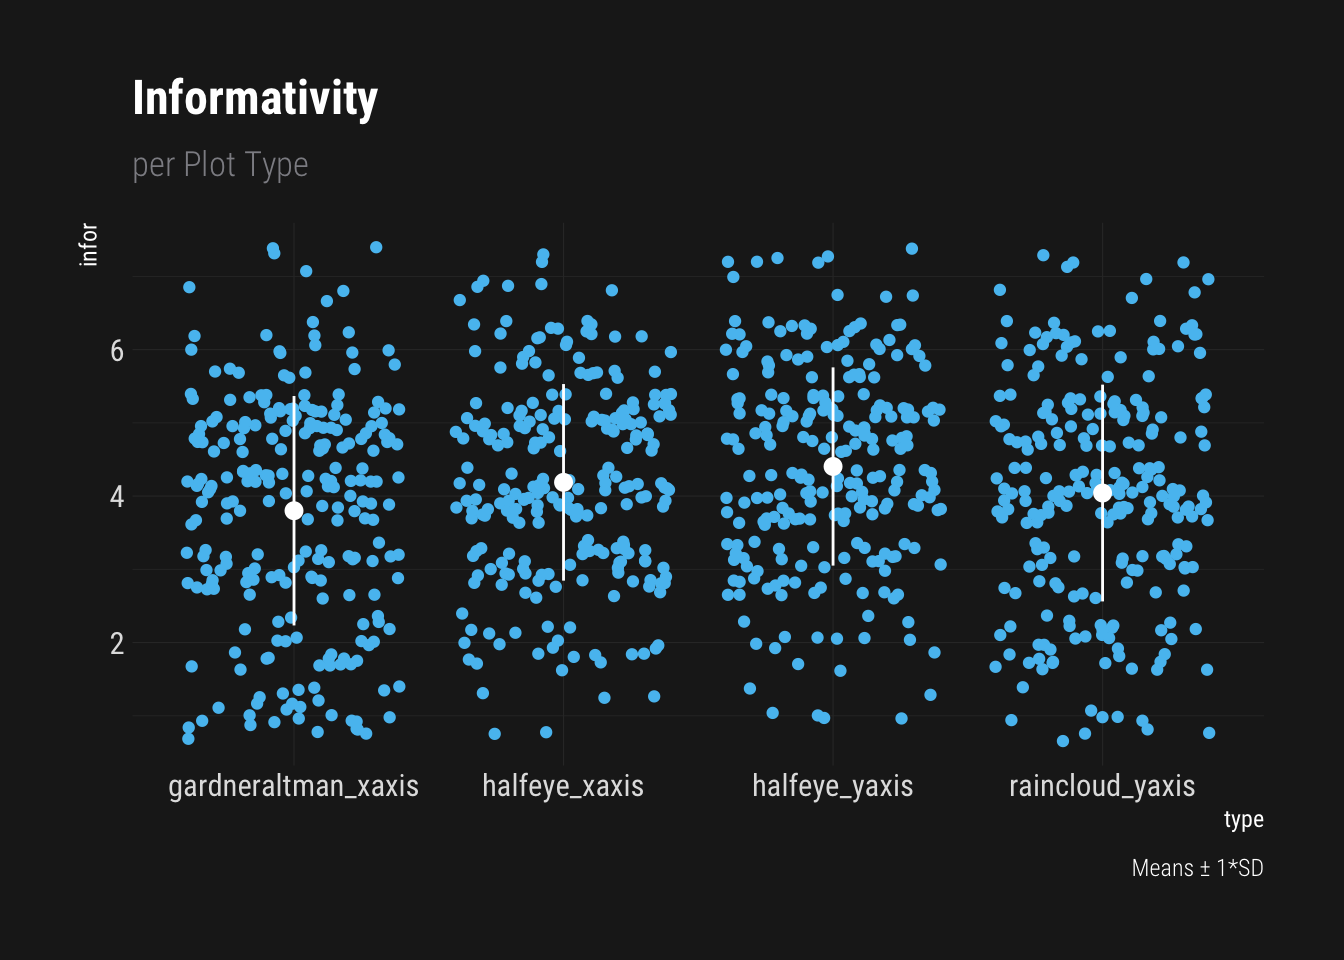 Informativity
per Plot Type
infor
6
4
2
gardneraltman_xaxis halfeye_xaxis halfeye_yaxis raincloud_yaxis
type
Means ± 1*SD